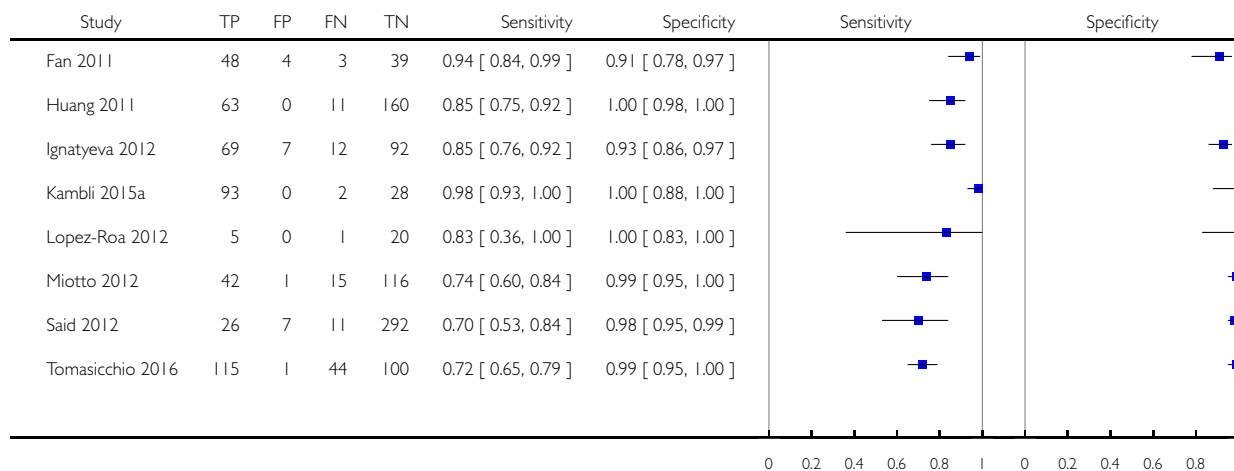 Study TP FP FN TN Sensitivity Specificity Sensitivity Specificity
Fan 2011 48 4 3 39 0.94 [ 0.84, 0.99 ] 0.91 [ 0.78, 0.97 ]
Huang 2011 63 0 11 160 0.85 [ 0.75, 0.92 ] 1.00 [ 0.98, 1.00 ]
Ignatyeva 2012 69 7 12 92 0.85 [ 0.76, 0.92 ] 0.93 [ 0.86, 0.97 ]
Kambli 2015a 93 0 2 28 0.98 [ 0.93, 1.00 ] 1.00 [ 0.88, 1.00 ]
Lopez-Roa 2012 5 0 1 20 0.83 [ 0.36, 1.00 ] 1.00 [ 0.83, 1.00 ]
Miotto 2012 42 1 15 116 0.74 [ 0.60, 0.84 ] 0.99 [ 0.95, 1.00 ]
Said 2012 26 7 11 292 0.70 [ 0.53, 0.84 ] 0.98 [ 0.95, 0.99 ]
Tomasicchio 2016 115 1 44 100 0.72 [ 0.65, 0.79 ] 0.99 [ 0.95, 1.00 ]
0 0.2 0.4 0.6 0.8 1 0 0.2 0.4 0.6 0.8